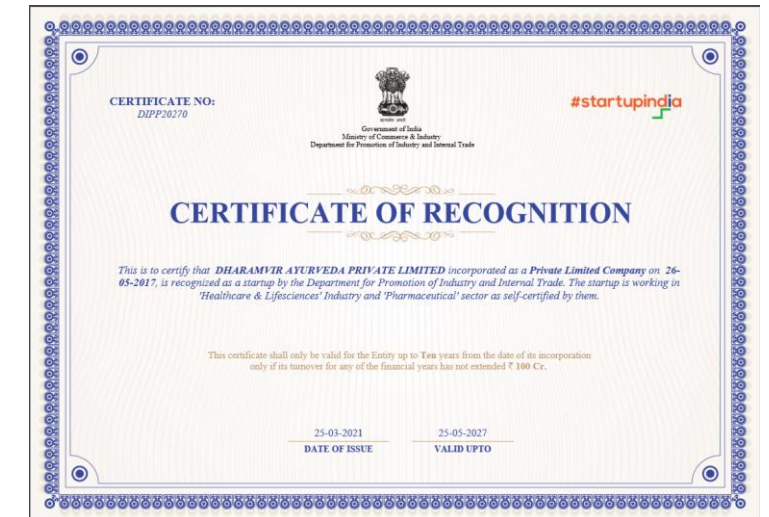 CERTIFICATE NO:
DIPP20270
#startupindia
Government of India
Ministry of Commerce & Industry
Department for Promotion of Industry and Internal Trade
CERTIFICATE OF RECOGNITION
This is to certify that DHARAMVIR AYURVEDA PRIVATE LIMITED incorporated as a Private Limited Company on 26-
05-2017, is recognized as a startup by the Department for Promotion of Industry and Internal Trade. The startup is working in
'Healthcare & Lifesciences' Industry and 'Pharmaceutical' sector as self-certified by them.
This certificate shall only be valid for the Entity up to Ten years from the date of its incorporation
only if its turnover for any of the financial years has not extended ₹ 100 Cr.
25-03-2021 25-05-2027
DATE OF ISSUE VALID UPTO